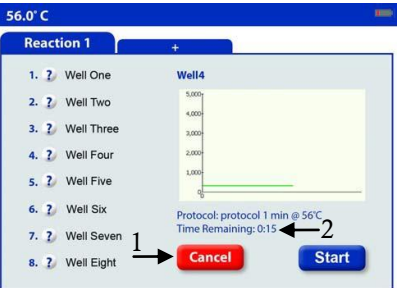 56.0° C
Reaction 1
+
1. ? Well One
2. ? Well Two
3. ? Well Three
4. ? Well Four
5. ? Well Five
6. ? Well Six
7. ? Well Seven
8. ? Well Eight
Well4
5,000
4,000
3,000
2,000
1,000
0
0
Protocol: protocol 1 min @ 56°C
Time Remaining: 0:15
2
1
Cancel
Start